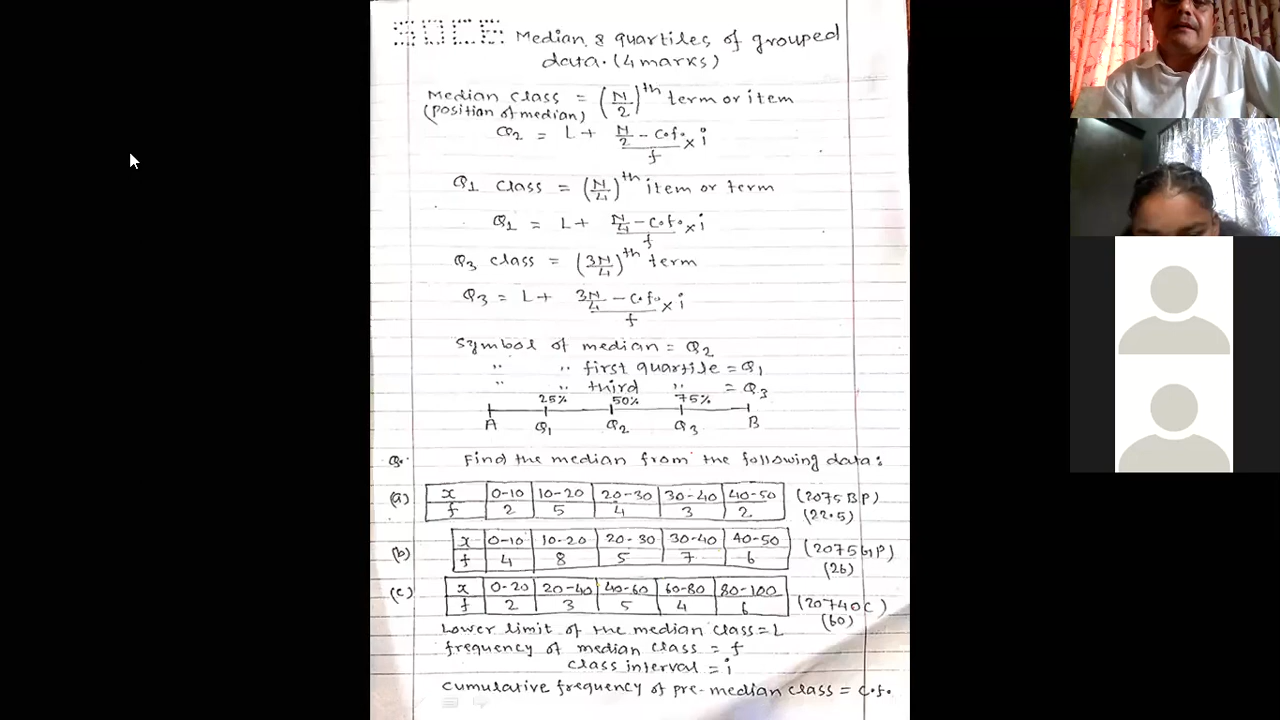 SOCE Median & quartiles of grouped
data. (4 marks)
Median class = (N/2)th term or item
(position of median)
Q2 = L + (N/2 - c.f.)/f × i
Q1 class = (N/4)th item or term
Q1 = L + (N/4 - c.f.)/f × i
Q3 class = (3N/4)th term
Q3 = L + (3N/4 - c.f.)/f × i
Symbol of median = Q2
" " first quartile = Q1
" " third " = Q3
25% 50% 75%
A Q1 Q2 Q3 B
Q. Find the median from the following data:
(a) x 0-10 10-20 20-30 30-40 40-50 (2075 BP)
f 2 5 4 3 2 (22.5)
(b) x 0-10 10-20 20-30 30-40 40-50 (2075 GP)
f 4 8 5 7 6 (26)
(c) x 0-20 20-40 40-60 60-80 80-100 (2074 OC)
f 2 3 5 4 6 (60)
Lower limit of the median class = L
frequency of median class = f
class interval = i
cumulative frequency of pre-median class = c.f.